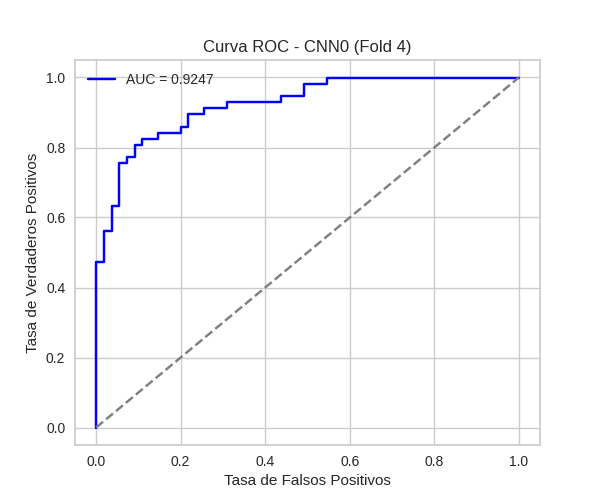 Curva ROC - CNN0 (Fold 4)
AUC = 0.9247
Tasa de Verdaderos Positivos
1.0
0.8
0.6
0.4
0.2
0.0
0.0 0.2 0.4 0.6 0.8 1.0
Tasa de Falsos Positivos